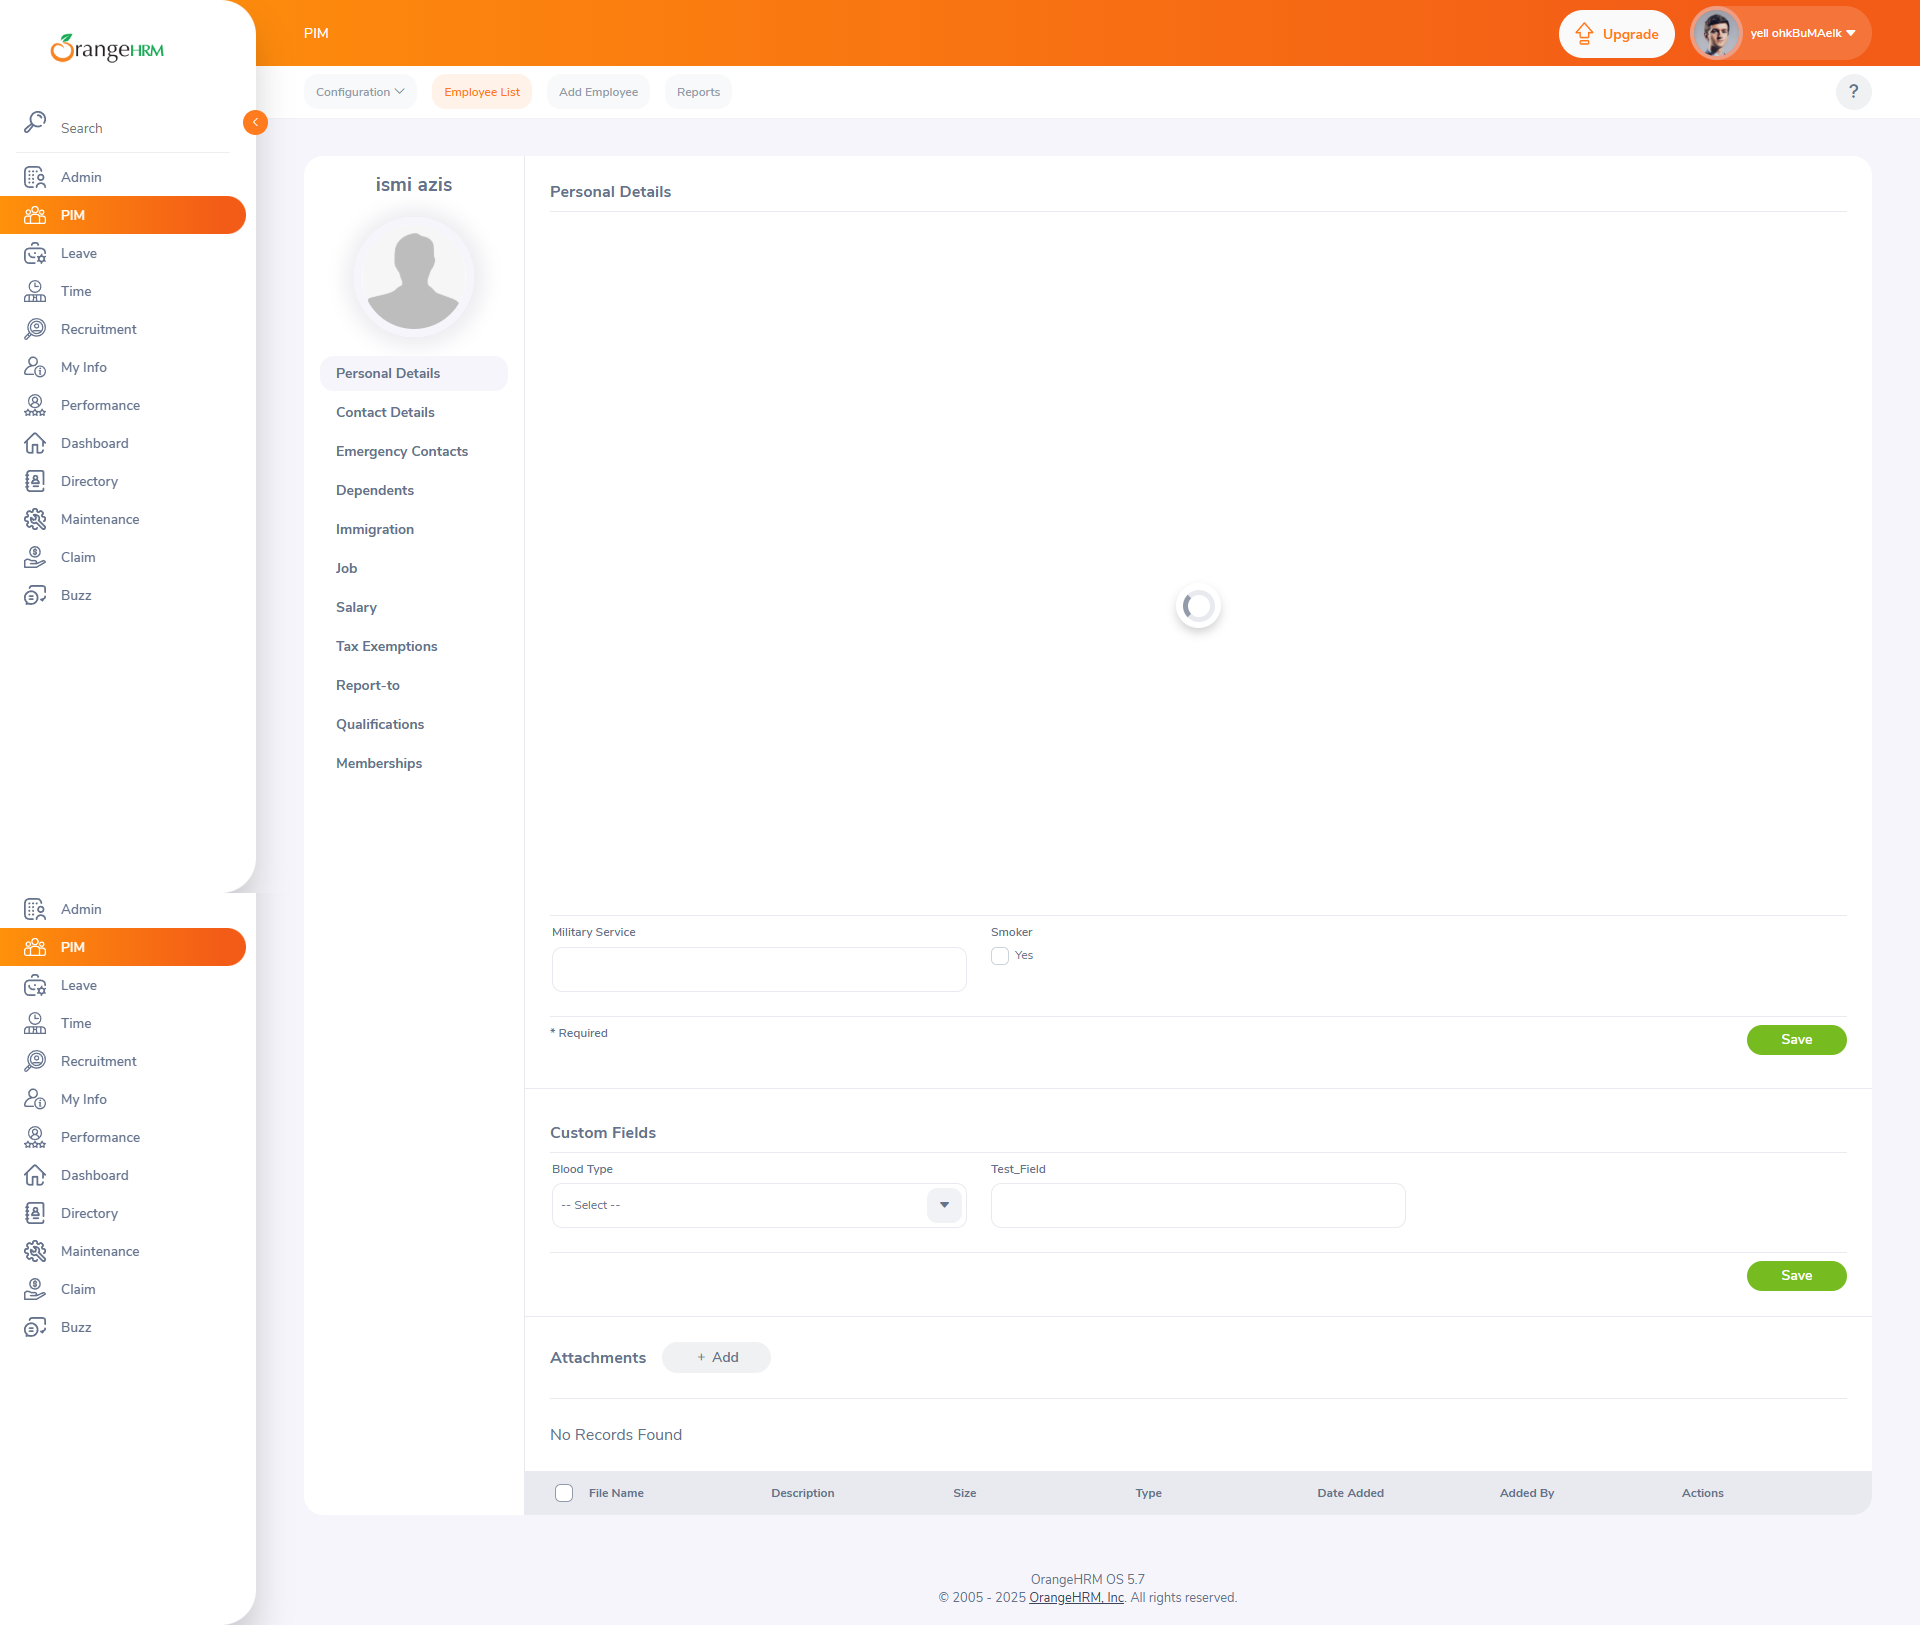 OrangeHRM
PIM
Upgrade
yell ohkBuMAelk
Search
Configuration
Employee List
Add Employee
Reports
?
Admin
PIM
Leave
Time
Recruitment
My Info
Performance
Dashboard
Directory
Maintenance
Claim
Buzz
ismi azis
Personal Details
Contact Details
Emergency Contacts
Dependents
Immigration
Job
Salary
Tax Exemptions
Report-to
Qualifications
Memberships
Personal Details
Military Service
Smoker
Yes
* Required
Save
Custom Fields
Blood Type
Test_Field
-- Select --
Save
Attachments
+ Add
No Records Found
File Name
Description
Size
Type
Date Added
Added By
Actions
Admin
PIM
Leave
Time
Recruitment
My Info
Performance
Dashboard
Directory
Maintenance
Claim
Buzz
OrangeHRM OS 5.7
© 2005 - 2025 OrangeHRM, Inc. All rights reserved.